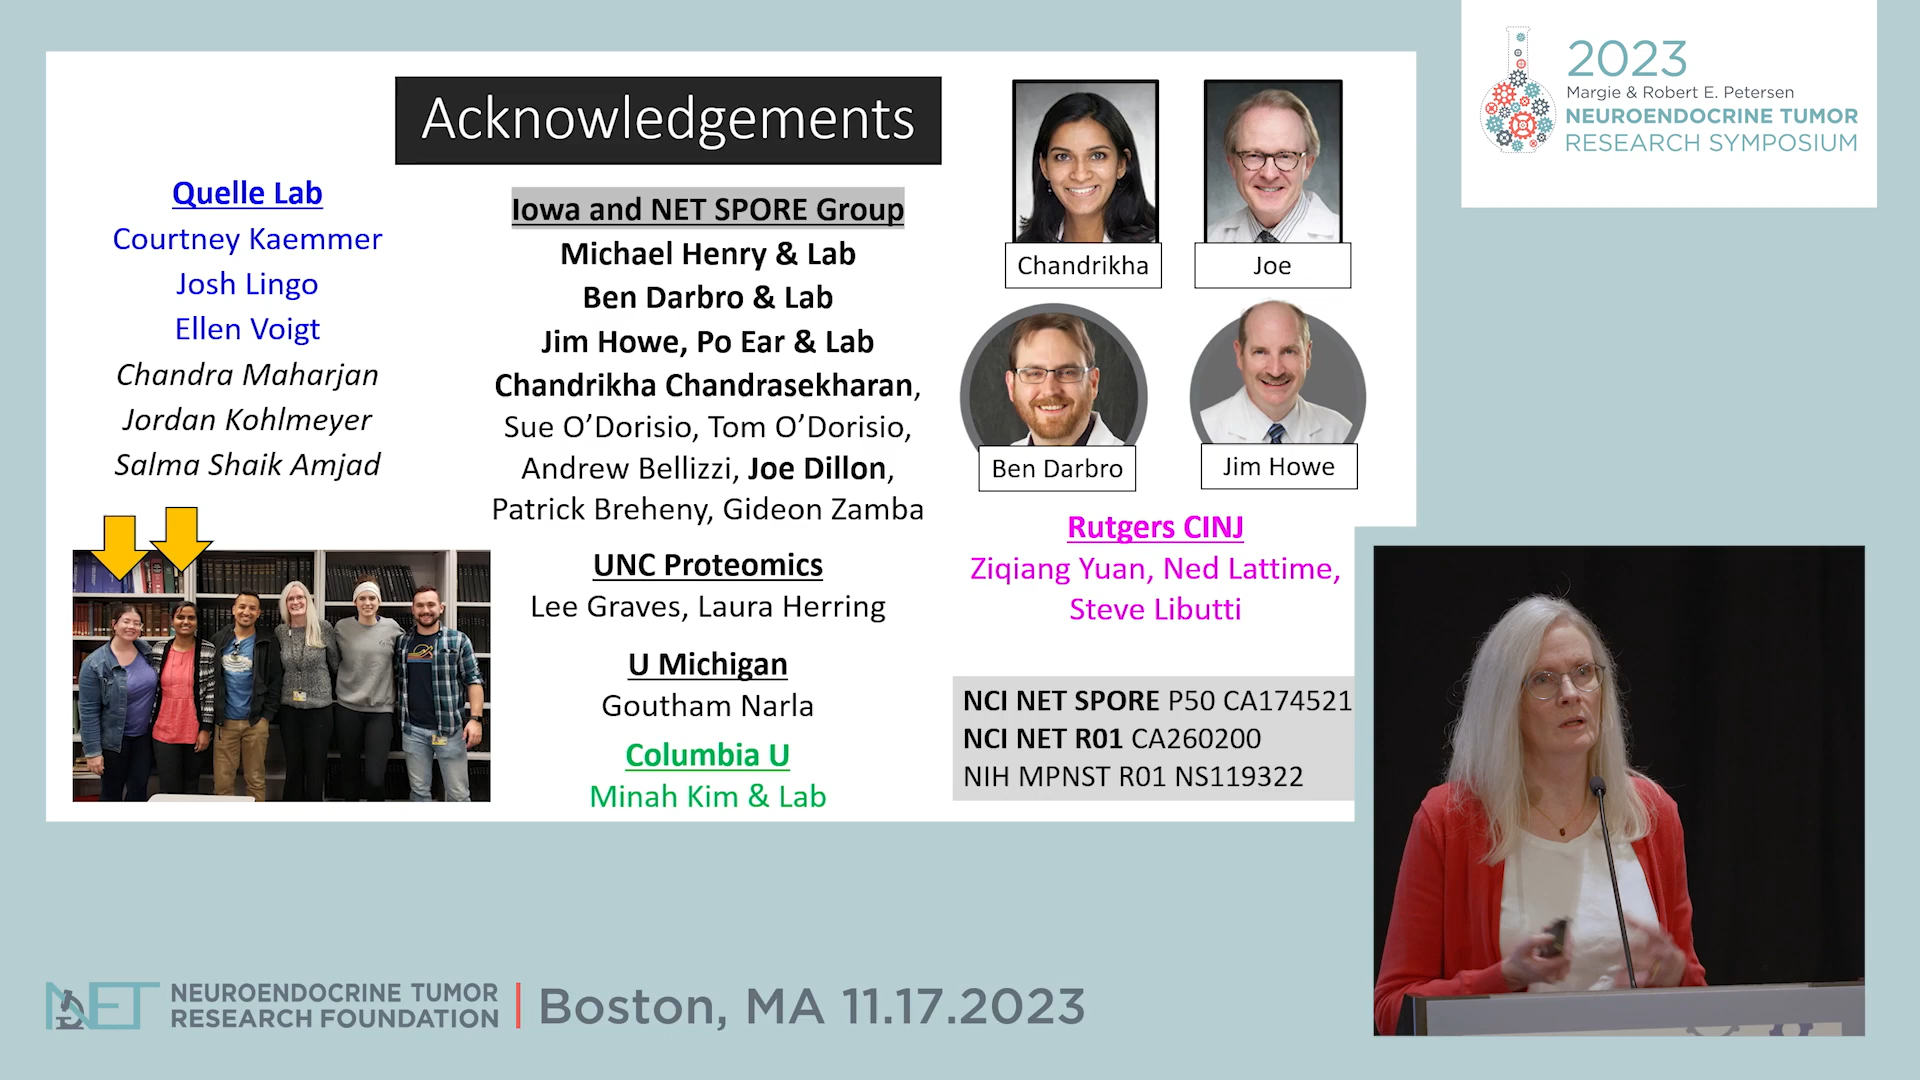 Acknowledgements
Quelle Lab
Courtney Kaemmer
Josh Lingo
Ellen Voigt
Chandra Maharjan
Jordan Kohlmeyer
Salma Shaik Amjad
Iowa and NET SPORE Group
Michael Henry & Lab
Ben Darbro & Lab
Jim Howe, Po Ear & Lab
Chandrikha Chandrasekharan,
Sue O’Dorisio, Tom O’Dorisio,
Andrew Bellizzi, Joe Dillon,
Patrick Breheny, Gideon Zamba
UNC Proteomics
Lee Graves, Laura Herring
U Michigan
Goutham Narla
Columbia U
Minah Kim & Lab
Chandrikha
Joe
Ben Darbro
Jim Howe
Rutgers CINJ
Ziqiang Yuan, Ned Lattime,
Steve Libutti
NCI NET SPORE P50 CA174521
NCI NET R01 CA260200
NIH MPNST R01 NS119322
2023
Margie & Robert E. Petersen
NEUROENDOCRINE TUMOR
RESEARCH SYMPOSIUM
NET
NEUROENDOCRINE TUMOR
RESEARCH FOUNDATION
Boston, MA 11.17.2023